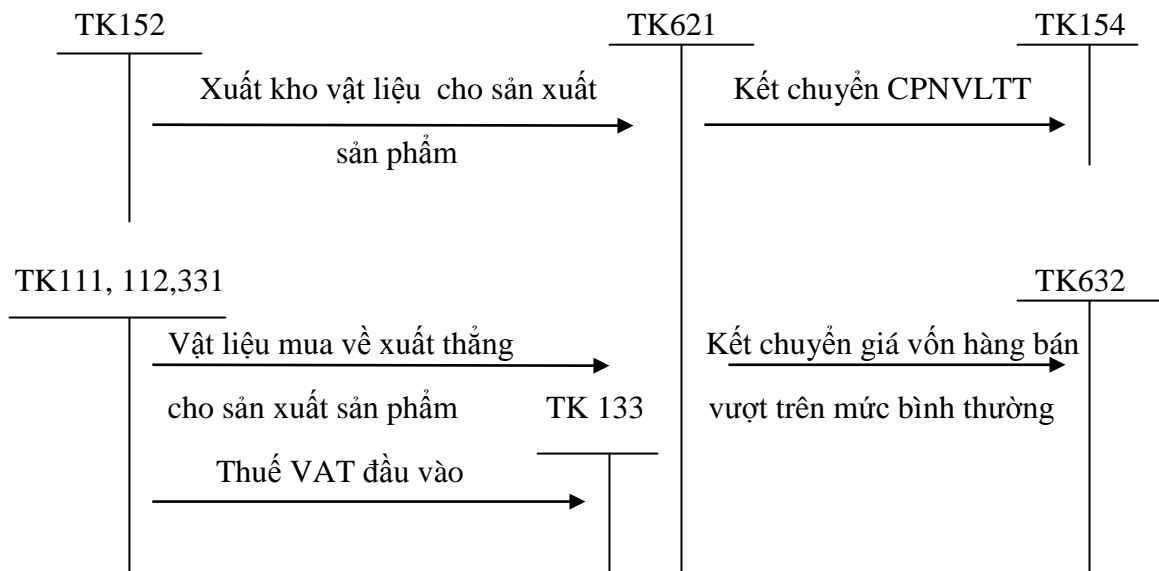 TK152
TK621
TK154
Xuất kho vật liệu cho sản xuất
sản phẩm
Kết chuyển CPNVLTT
TK111, 112,331
TK632
Vật liệu mua về xuất thẳng
cho sản xuất sản phẩm
Kết chuyển giá vốn hàng bán
vượt trên mức bình thường
TK 133
Thuế VAT đầu vào